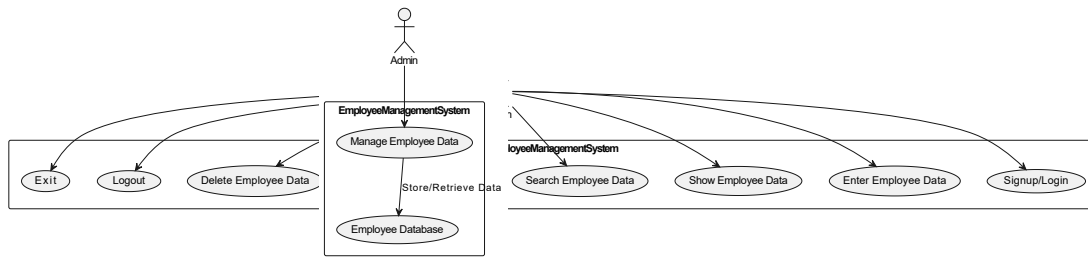 Admin
EmployeeManagementSystem
Manage Employee Data
Exit
Logout
Delete Employee Data
Search Employee Data
Show Employee Data
Enter Employee Data
Signup/Login
Store/Retrieve Data
Employee Database